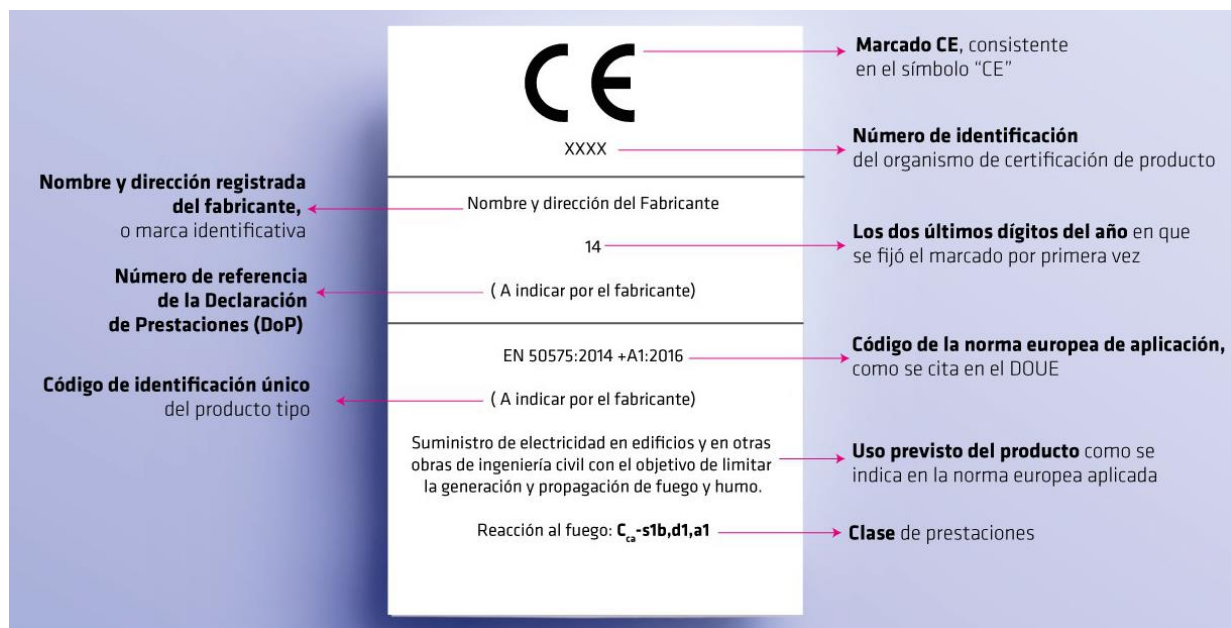 CE
XXXX
Nombre y dirección del Fabricante
14
( A indicar por el fabricante)
EN 50575:2014 +A1:2016
( A indicar por el fabricante)
Suministro de electricidad en edificios y en otras
obras de ingeniería civil con el objetivo de limitar
la generación y propagación de fuego y humo.
Reacción al fuego: Cca-s1b,d1,a1
Nombre y dirección registrada
del fabricante,
o marca identificativa
Número de referencia
de la Declaración
de Prestaciones (DoP)
Código de identificación único
del producto tipo
Marcado CE, consistente
en el símbolo “CE”
Número de identificación
del organismo de certificación de producto
Los dos últimos dígitos del año en que
se fijó el marcado por primera vez
Código de la norma europea de aplicación,
como se cita en el DOUE
Uso previsto del producto como se
indica en la norma europea aplicada
Clase de prestaciones